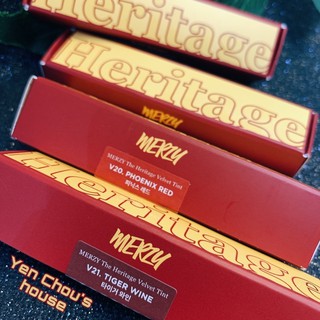 Heritage
Heritage
MERZY
MERZY
MERZY The Heritage Velvet Tint
V20. PHOENIX RED
피닉스 레드
Heritage
MERZY
MERZY The Heritage Velvet Tint
V21. TIGER WINE
타이거 와인
Yen Chou's
house